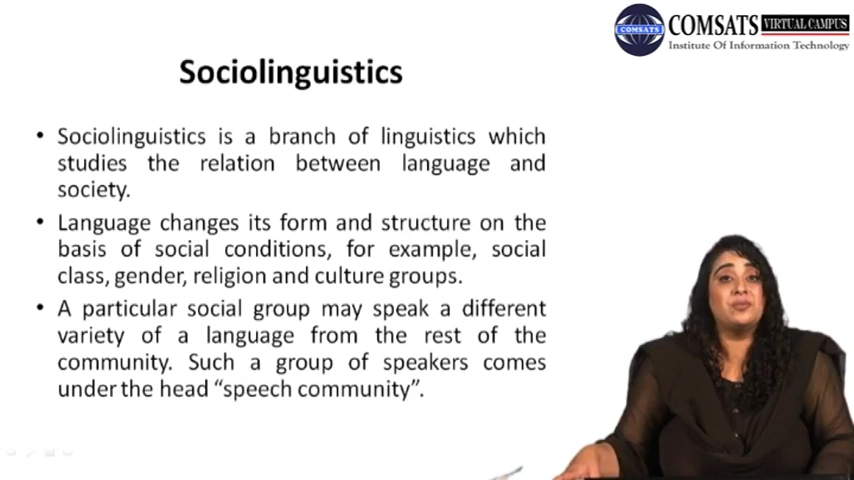 COMSATS
COMSATS VIRTUAL CAMPUS
Institute Of Information Technology
Sociolinguistics
• Sociolinguistics is a branch of linguistics which
studies the relation between language and
society.
• Language changes its form and structure on the
basis of social conditions, for example, social
class, gender, religion and culture groups.
• A particular social group may speak a different
variety of a language from the rest of the
community. Such a group of speakers comes
under the head “speech community”.